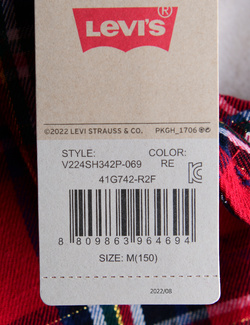 Levi's
©2022 LEVI STRAUSS & CO. PKGH_1706
STYLE: COLOR:
V224SH342P-069 RE
41G742-R2F
8 809863 964694
SIZE: M(150)
2022/08